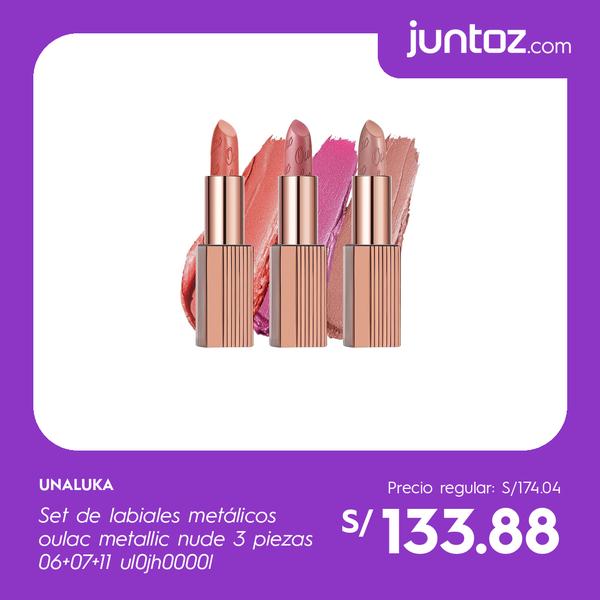 juntoz.com
UNALUKA
Set de labiales metálicos
oulac metallic nude 3 piezas
06+07+11 ul0jh0000l
Precio regular: S/174.04
S/133.88